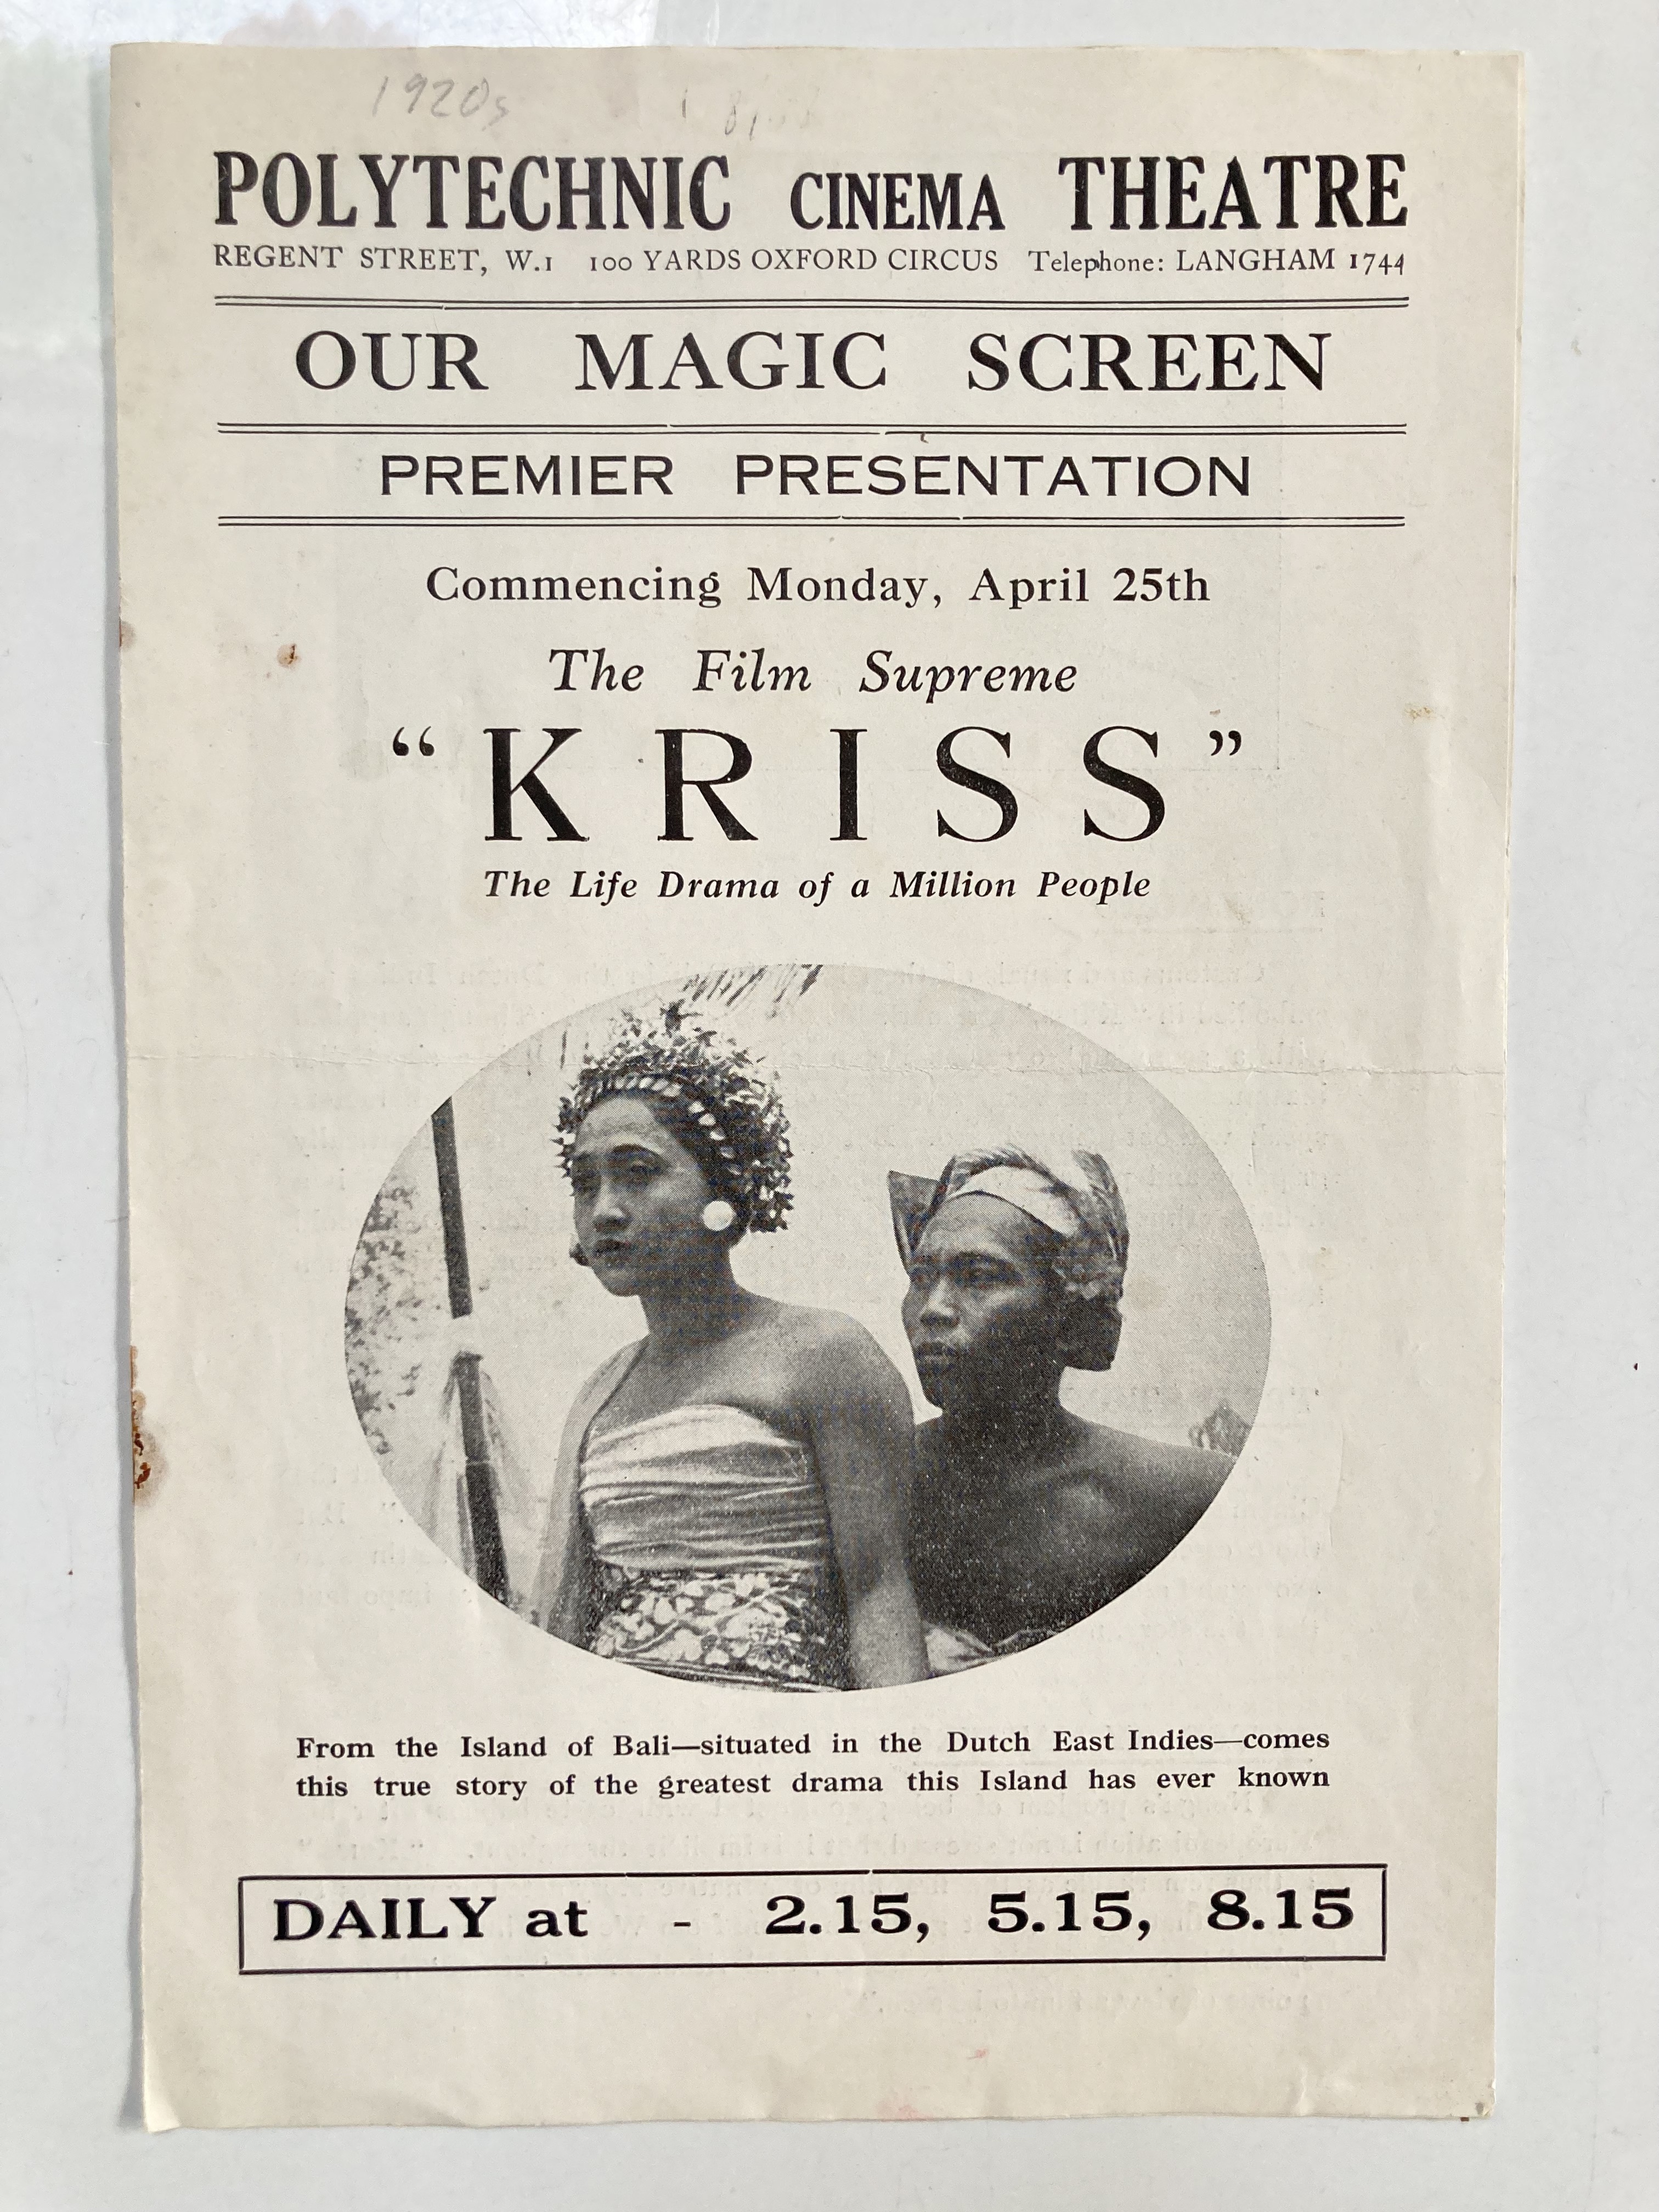 1920s
POLYTECHNIC CINEMA THEATRE
REGENT STREET, W.1 100 YARDS OXFORD CIRCUS Telephone: LANGHAM 1744
OUR MAGIC SCREEN
PREMIER PRESENTATION
Commencing Monday, April 25th
The Film Supreme
“KRISS”
The Life Drama of a Million People
From the Island of Bali—situated in the Dutch East Indies—comes
this true story of the greatest drama this Island has ever known
DAILY at - 2.15, 5.15, 8.15